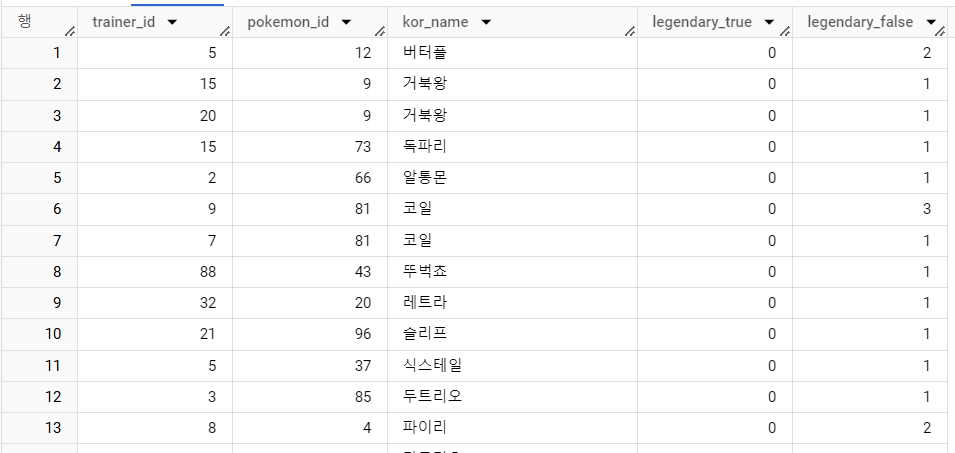 행 trainer_id pokemon_id kor_name legendary_true legendary_false
1 5 12 버터플 0 2
2 15 9 거북왕 0 1
3 20 9 거북왕 0 1
4 15 73 독파리 0 1
5 2 66 알통몬 0 1
6 9 81 코일 0 3
7 7 81 코일 0 1
8 88 43 뚜벅쵸 0 1
9 32 20 레트라 0 1
10 21 96 슬리프 0 1
11 5 37 식스테일 0 1
12 3 85 두트리오 0 1
13 8 4 파이리 0 2